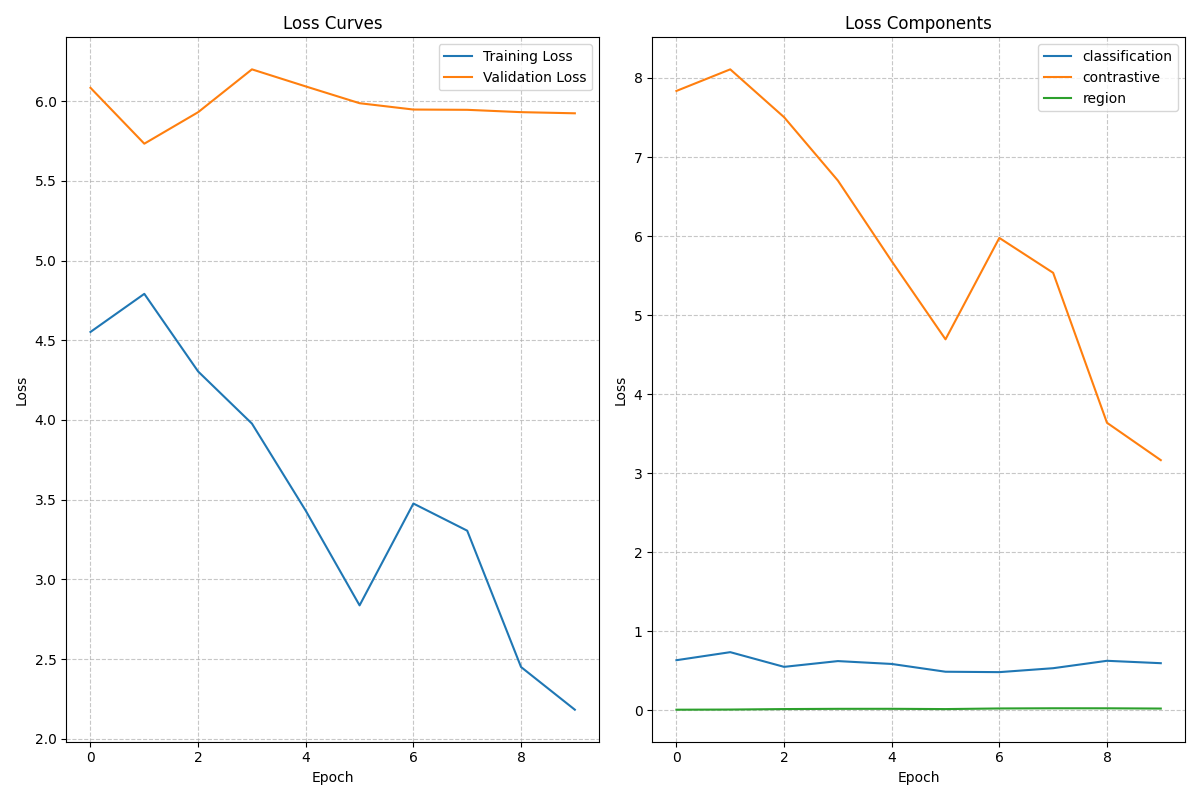 Loss Curves
Training Loss
Validation Loss
6.0
5.5
5.0
4.5
4.0
3.5
3.0
2.5
2.0
Loss
0 2 4 6 8
Epoch
Loss Components
classification
contrastive
region
8
7
6
5
4
3
2
1
0
Loss
0 2 4 6 8
Epoch